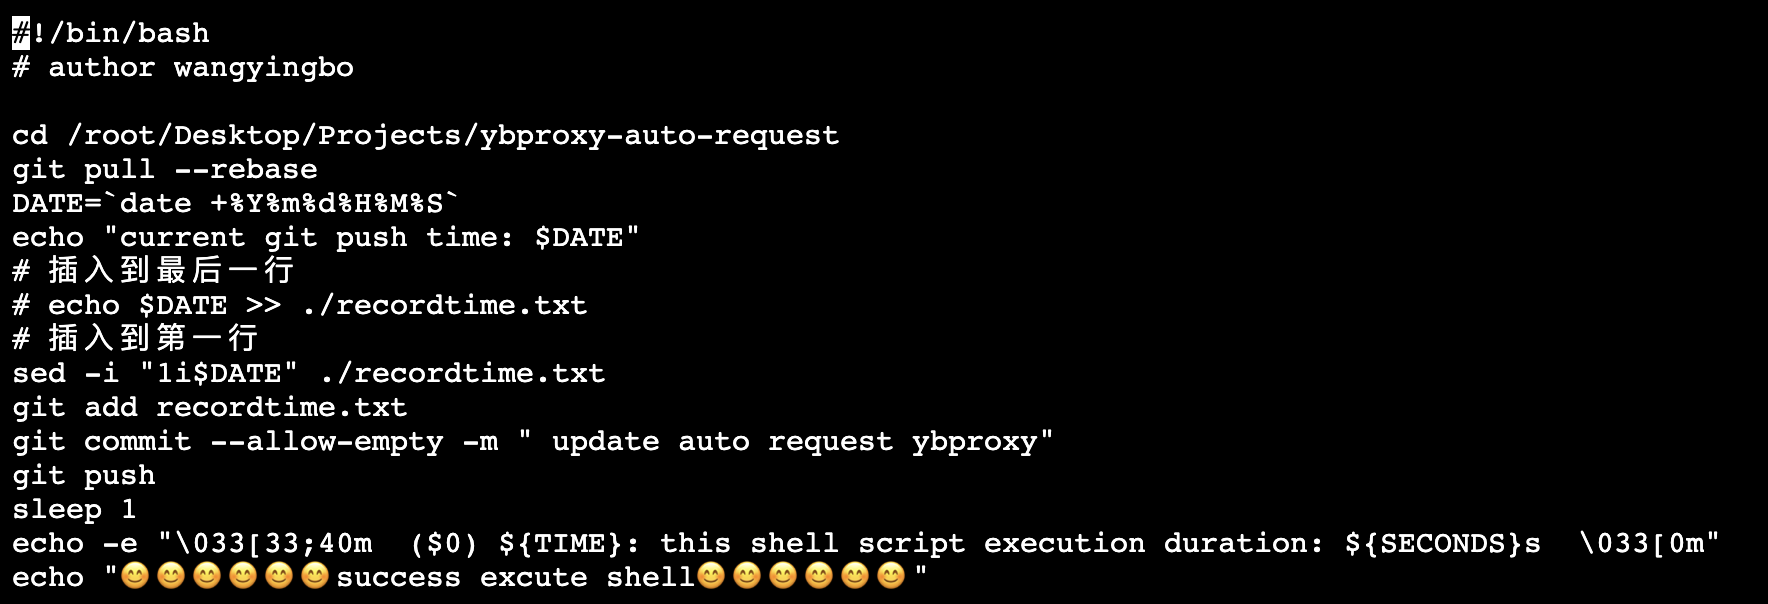 #!/bin/bash
# author wangyingbo

cd /root/Desktop/Projects/ybproxy-auto-request
git pull --rebase
DATE=`date +%Y%m%d%H%M%S`
echo "current git push time: $DATE"
# 插入到最后一行
# echo $DATE >> ./recordtime.txt
# 插入到第一行
sed -i "1i$DATE" ./recordtime.txt
git add recordtime.txt
git commit --allow-empty -m " update auto request ybproxy"
git push
sleep 1
echo -e "\033[33;40m  ($0) ${TIME}: this shell script execution duration: ${SECONDS}s  \033[0m"
echo "😊😊😊😊😊😊success excute shell😊😊😊😊😊😊"